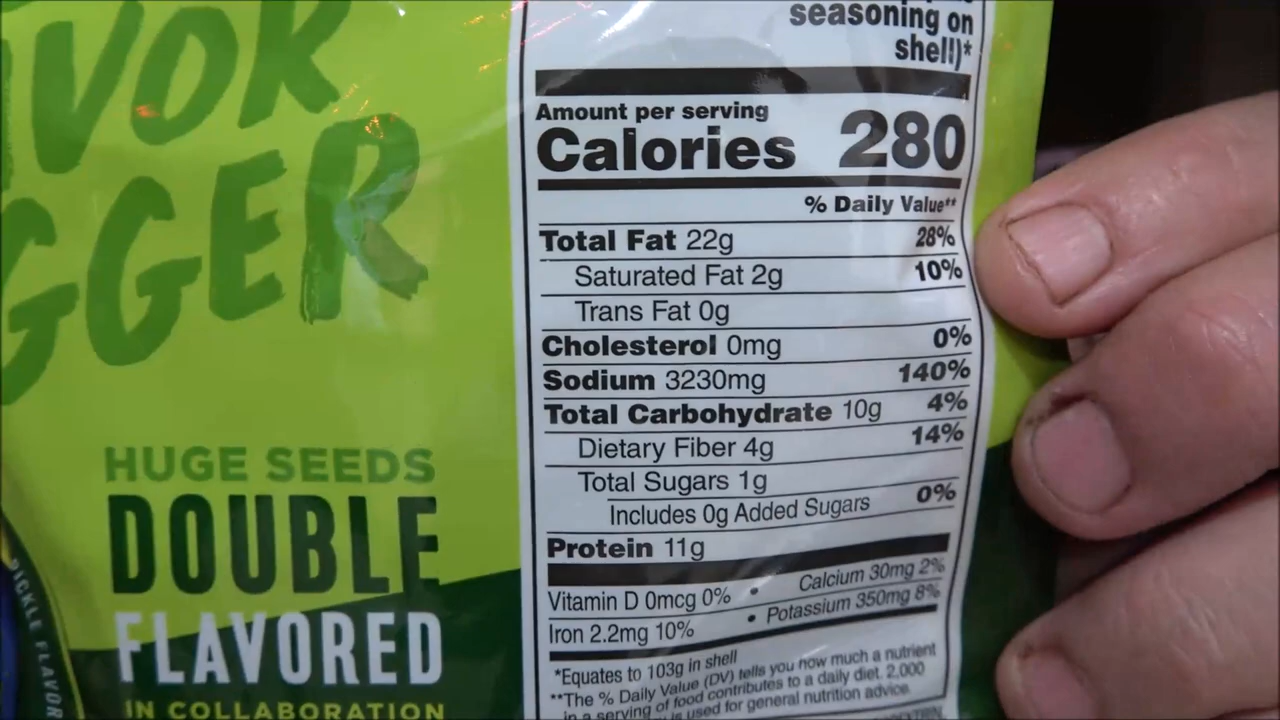 VOR
GGER
HUGE SEEDS
DOUBLE
FLAVORED
IN COLLABORATION
PICKLE FLAVOR
seasoning on
shell)*
Amount per serving
Calories 280
% Daily Value**
Total Fat 22g 28%
Saturated Fat 2g 10%
Trans Fat 0g
Cholesterol 0mg 0%
Sodium 3230mg 140%
Total Carbohydrate 10g 4%
Dietary Fiber 4g 14%
Total Sugars 1g
Includes 0g Added Sugars 0%
Protein 11g
Vitamin D 0mcg 0% • Calcium 30mg 2%
Iron 2.2mg 10% • Potassium 350mg 8%
*Equates to 103g in shell
**The % Daily Value (DV) tells you how much a nutrient
in a serving of food contributes to a daily diet. 2,000
is used for general nutrition advice.